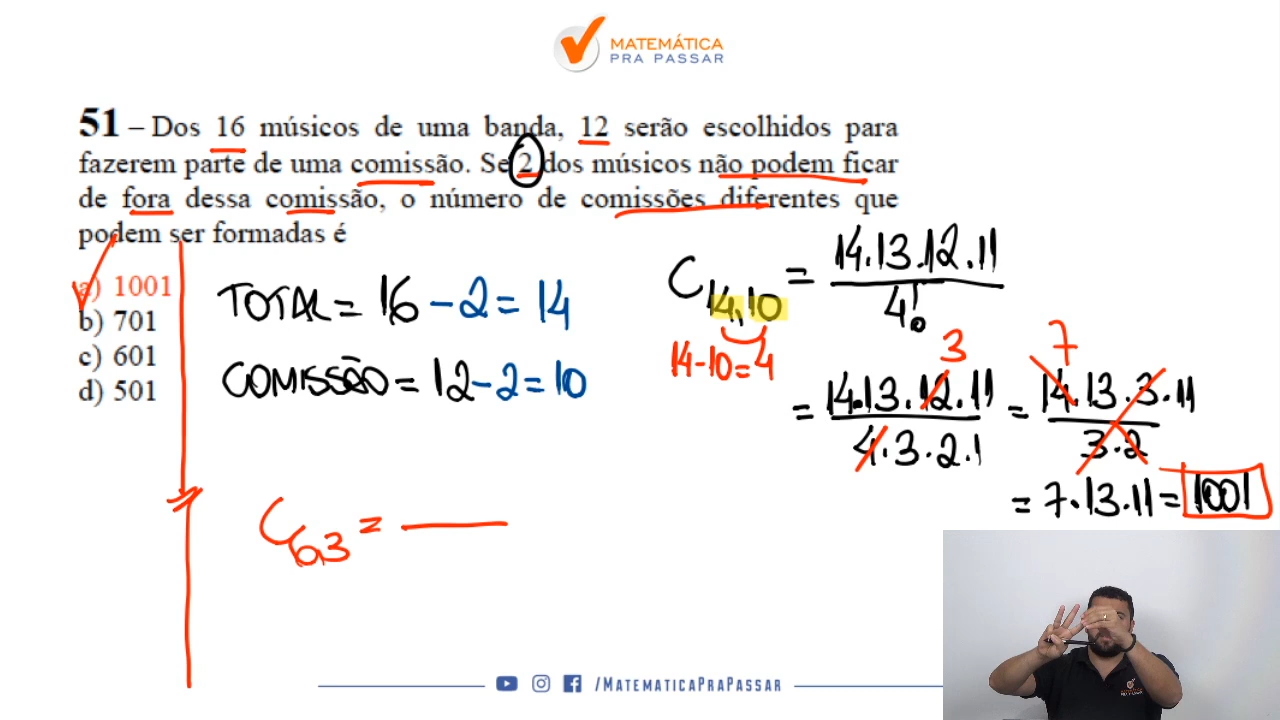 MATEMÁTICA
PRA PASSAR
51 – Dos 16 músicos de uma banda, 12 serão escolhidos para
fazerem parte de uma comissão. Se 2 dos músicos não podem ficar
de fora dessa comissão, o número de comissões diferentes que
podem ser formadas é
a) 1001
b) 701
c) 601
d) 501
TOTAL = 16 - 2 = 14
COMISSÃO = 12 - 2 = 10
C14,10 = 14.13.12.11 / 4!
14-10=4
= 14.13.12.11 / 4.3.2.1 = 14.13.3.11 / 3.2
3
7
= 7.13.11 = 1001
C6,3 =
/MatematicaPraPassar